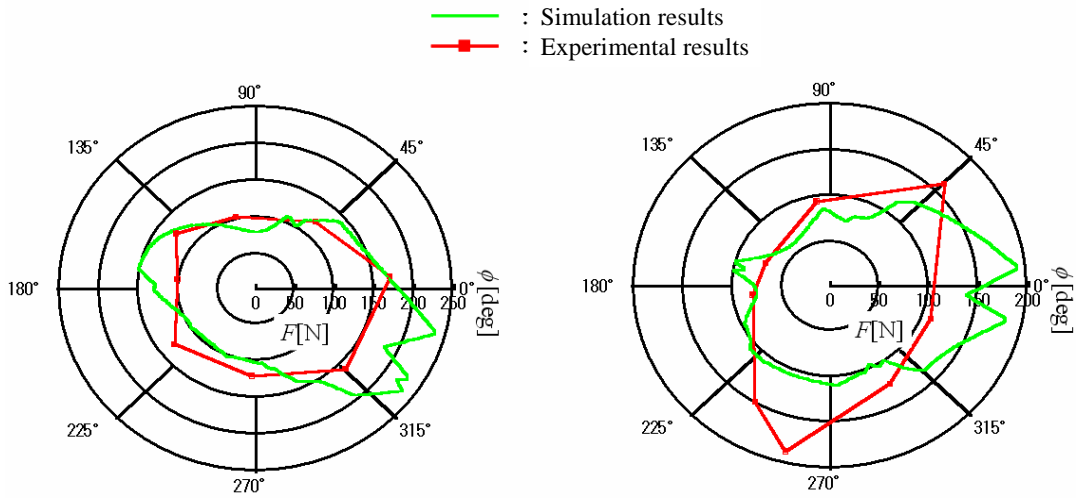 : Simulation results
: Experimental results
90°
135°
45°
180°
0 50 100 150 200 250
0°
F[N]
ϕ[deg]
225°
315°
270°
90°
135°
45°
180°
0 50 100 150 200
0°
F[N]
ϕ[deg]
225°
315°
270°